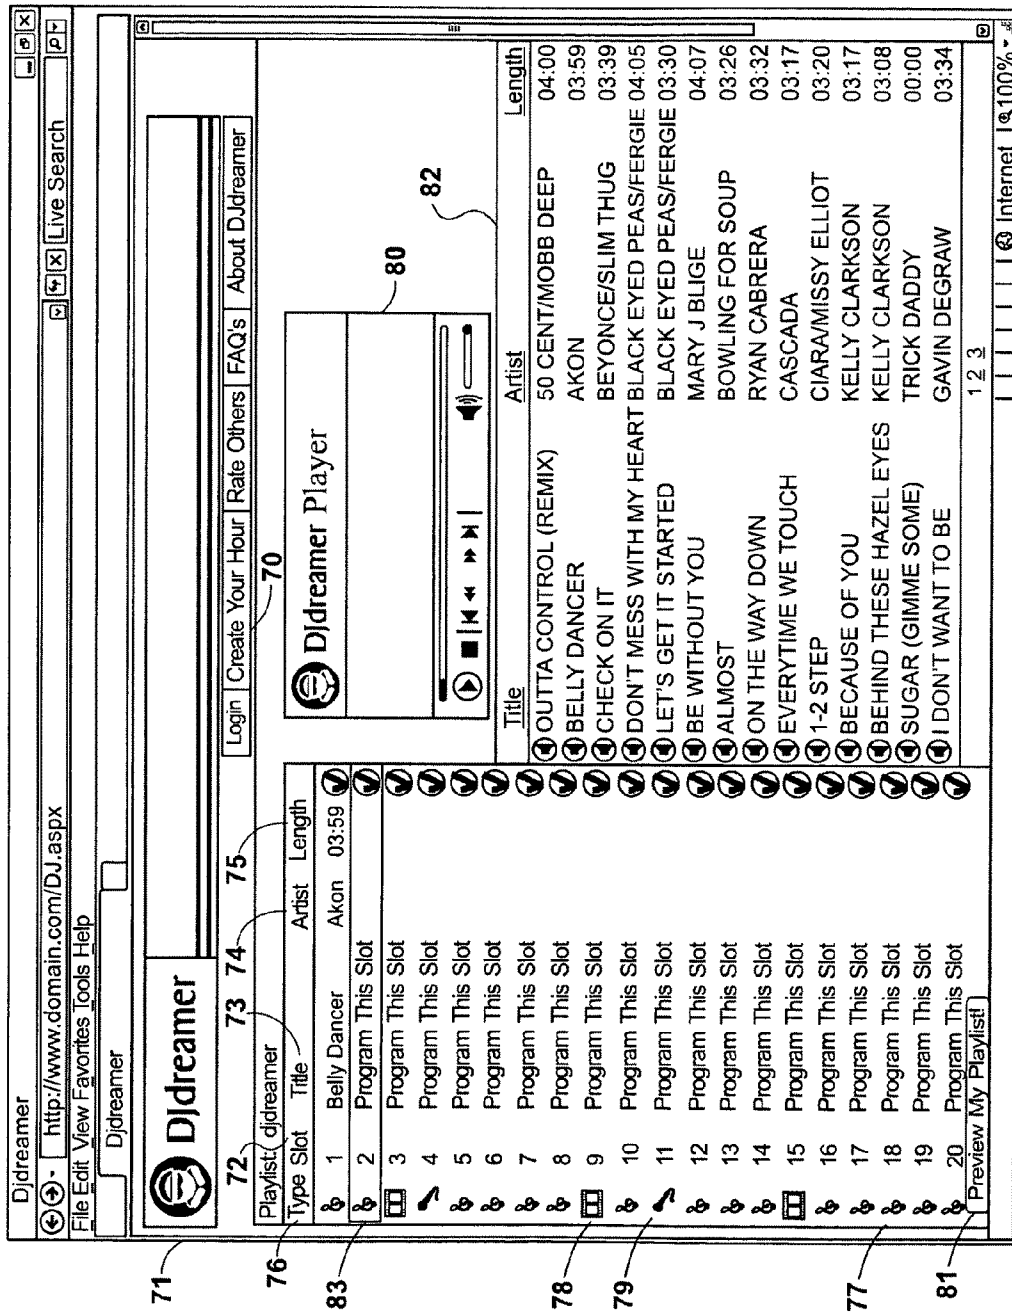 Djdreamer
http://www.domain.com/DJ.aspx
Live Search
File Edit View Favorites Tools Help
Djdreamer
71
DJdreamer
Login Create Your Hour Rate Others FAQ's About DJdreamer
70
72 73 74 75
Playlist: djdreamer
76
Type Slot Title Artist Length
1 Belly Dancer Akon 03:59
83
2 Program This Slot
3 Program This Slot
4 Program This Slot
5 Program This Slot
6 Program This Slot
7 Program This Slot
8 Program This Slot
78
9 Program This Slot
10 Program This Slot
79
11 Program This Slot
12 Program This Slot
13 Program This Slot
14 Program This Slot
15 Program This Slot
16 Program This Slot
17 Program This Slot
77
18 Program This Slot
19 Program This Slot
20 Program This Slot
81
Preview My Playlist!
DJdreamer Player
80
82
Title Artist Length
OUTTA CONTROL (REMIX) 50 CENT/MOBB DEEP 04:00
BELLY DANCER AKON 03:59
CHECK ON IT BEYONCE/SLIM THUG 03:39
DON'T MESS WITH MY HEART BLACK EYED PEAS/FERGIE 04:05
LET'S GET IT STARTED BLACK EYED PEAS/FERGIE 03:30
BE WITHOUT YOU MARY J BLIGE 04:07
ALMOST BOWLING FOR SOUP 03:26
ON THE WAY DOWN RYAN CABRERA 03:32
EVERYTIME WE TOUCH CASCADA 03:17
1-2 STEP CIARA/MISSY ELLIOT 03:20
BECAUSE OF YOU KELLY CLARKSON 03:17
BEHIND THESE HAZEL EYES KELLY CLARKSON 03:08
SUGAR (GIMME SOME) TRICK DADDY 00:00
I DON'T WANT TO BE GAVIN DEGRAW 03:34
1 2 3
Internet 100%